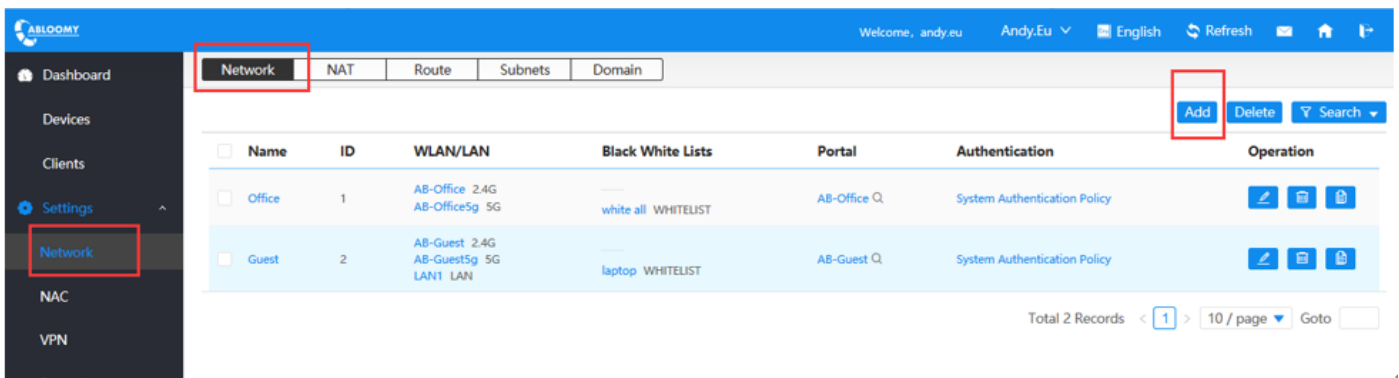 ABLOOMY
Welcome, andy.eu Andy.Eu English Refresh
Dashboard
Devices
Clients
Settings
Network
NAC
VPN
Network NAT Route Subnets Domain
Add Delete Search
Name ID WLAN/LAN Black White Lists Portal Authentication Operation
Office 1 AB-Office 2.4G
AB-Office5g 5G
white all WHITELIST
AB-Office
System Authentication Policy
Guest 2 AB-Guest 2.4G
AB-Guest5g 5G
LAN1 LAN
laptop WHITELIST
AB-Guest
System Authentication Policy
Total 2 Records < 1 > 10 / page Goto